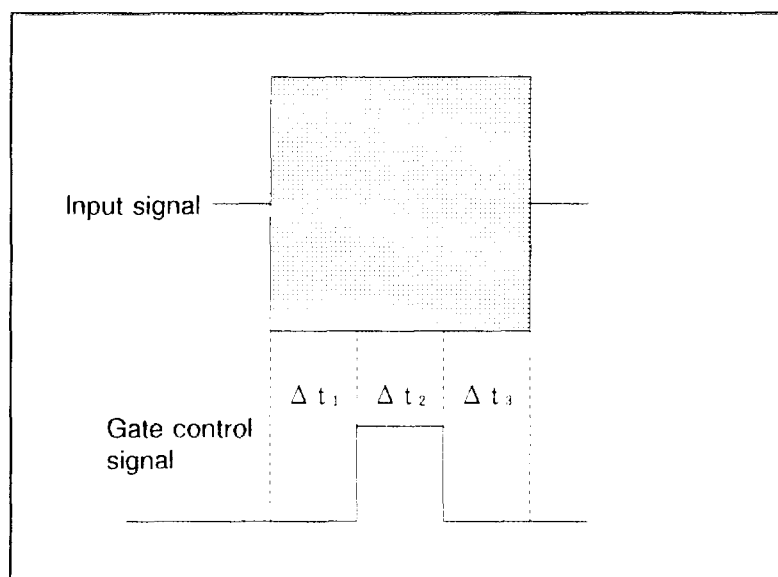 Input signal
Δ t₁ Δ t₂ Δ t₃
Gate control
signal